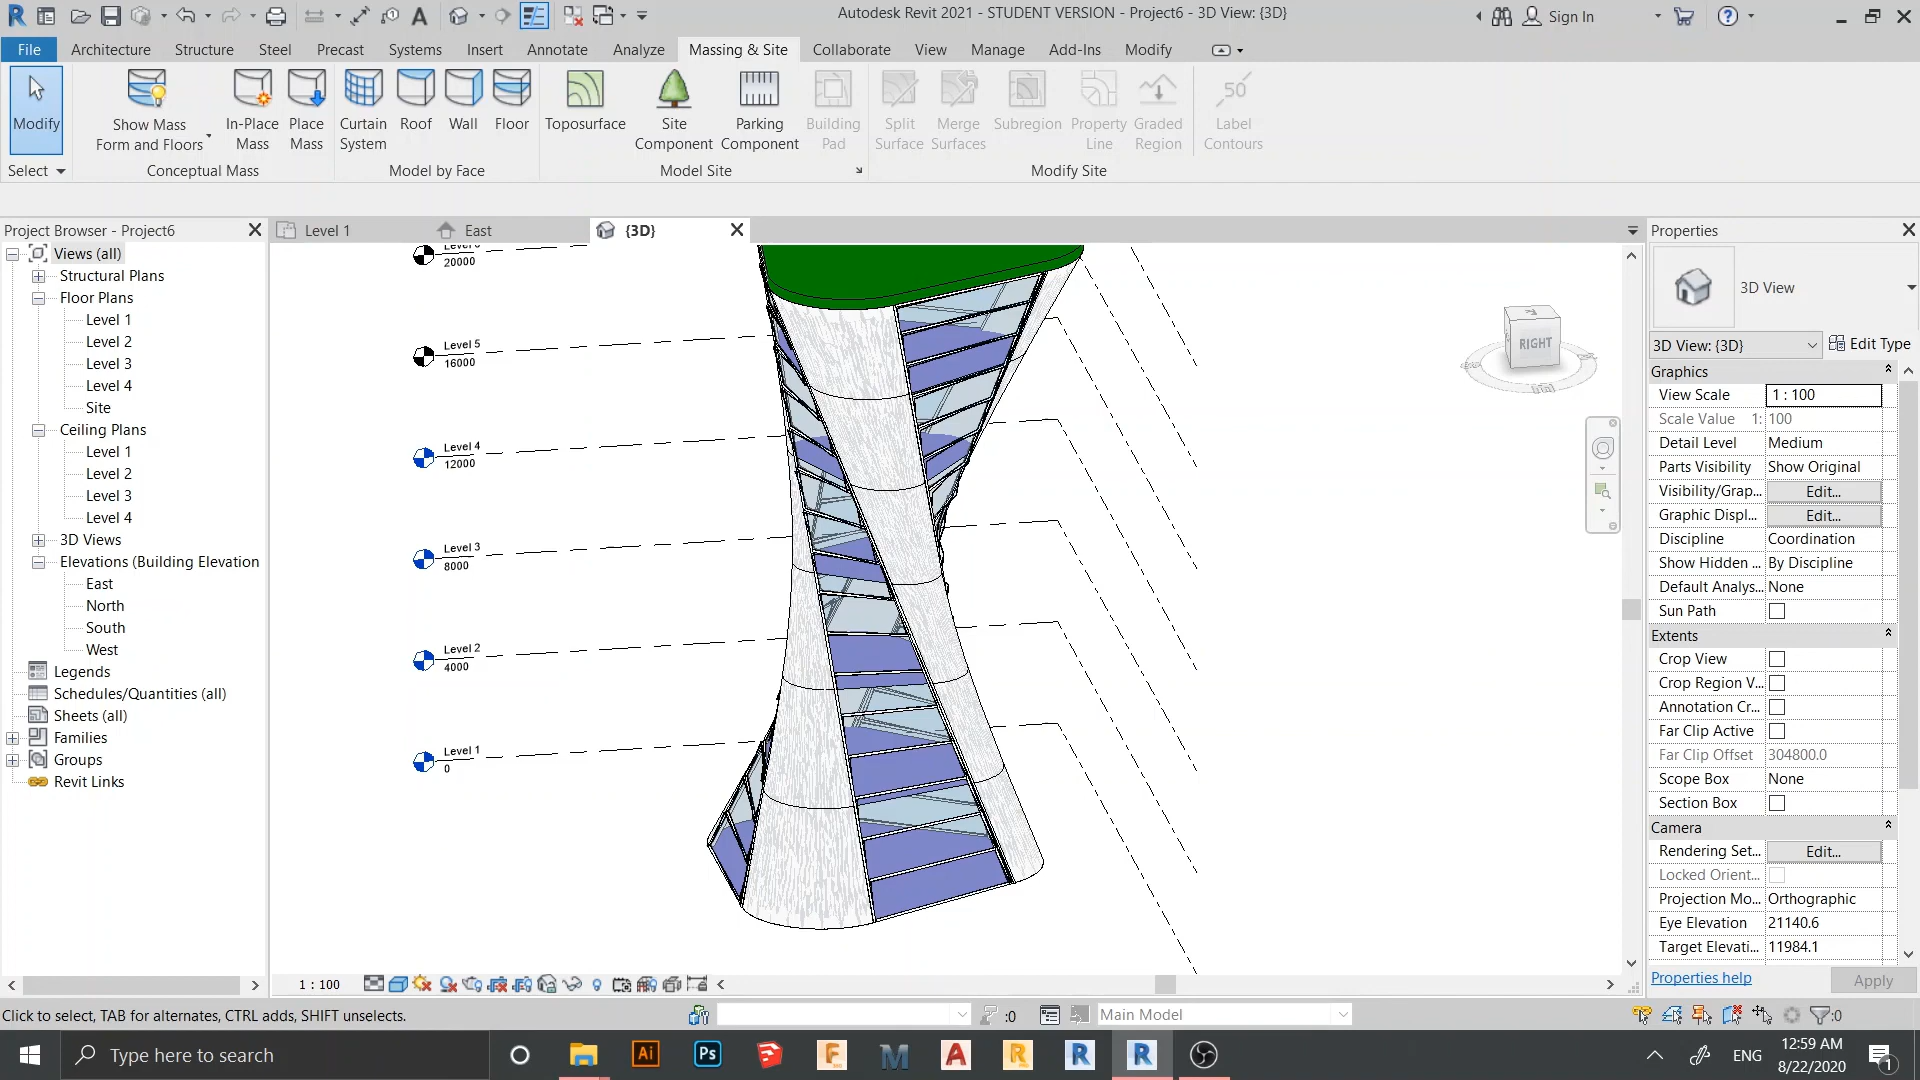 Autodesk Revit 2021 - STUDENT VERSION - Project6 - 3D View: {3D}
Sign In
File
Architecture
Structure
Steel
Precast
Systems
Insert
Annotate
Analyze
Massing & Site
Collaborate
View
Manage
Add-Ins
Modify
Modify
Show Mass
Form and Floors
In-Place
Mass
Place
Mass
Curtain
System
Roof
Wall
Floor
Toposurface
Site
Component
Parking
Component
Building
Pad
Split
Surface
Merge
Surfaces
Subregion
Property
Line
Graded
Region
Label
Contours
50
Select
Conceptual Mass
Model by Face
Model Site
Modify Site
Project Browser - Project6
Views (all)
Structural Plans
Floor Plans
Level 1
Level 2
Level 3
Level 4
Site
Ceiling Plans
Level 1
Level 2
Level 3
Level 4
3D Views
Elevations (Building Elevation
East
North
South
West
Legends
Schedules/Quantities (all)
Sheets (all)
Families
Groups
Revit Links
Level 1
East
{3D}
20000
Level 5
16000
Level 4
12000
Level 3
8000
Level 2
4000
Level 1
0
RIGHT
Properties
3D View
3D View: {3D}
Edit Type
Graphics
View Scale 1 : 100
Scale Value 1: 100
Detail Level Medium
Parts Visibility Show Original
Visibility/Grap... Edit...
Graphic Displ... Edit...
Discipline Coordination
Show Hidden ... By Discipline
Default Analys... None
Sun Path
Extents
Crop View
Crop Region V...
Annotation Cr...
Far Clip Active
Far Clip Offset 304800.0
Scope Box None
Section Box
Camera
Rendering Set... Edit...
Locked Orient...
Projection Mo... Orthographic
Eye Elevation 21140.6
Target Elevati... 11984.1
Properties help
Apply
1 : 100
Click to select, TAB for alternates, CTRL adds, SHIFT unselects.
:0
Main Model
:0
Type here to search
Ai
Ps
F
M
A
R
R
R
ENG
12:59 AM
8/22/2020
1